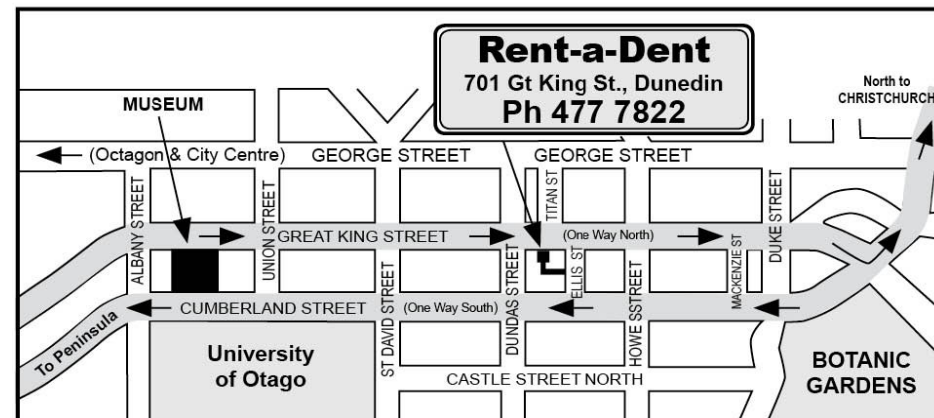 Rent-a-Dent
701 Gt King St., Dunedin
Ph 477 7822
North to
CHRISTCHURCH
MUSEUM
(Octagon & City Centre)
GEORGE STREET
GEORGE STREET
ALBANY STREET
UNION STREET
TITAN ST
DUKE STREET
GREAT KING STREET
(One Way North)
ST DAVID STREET
DUNDAS STREET
ELLIS ST
HOWE SSTREET
MACKENZIE ST
CUMBERLAND STREET
(One Way South)
To Peninsula
University
of Otago
CASTLE STREET NORTH
BOTANIC
GARDENS